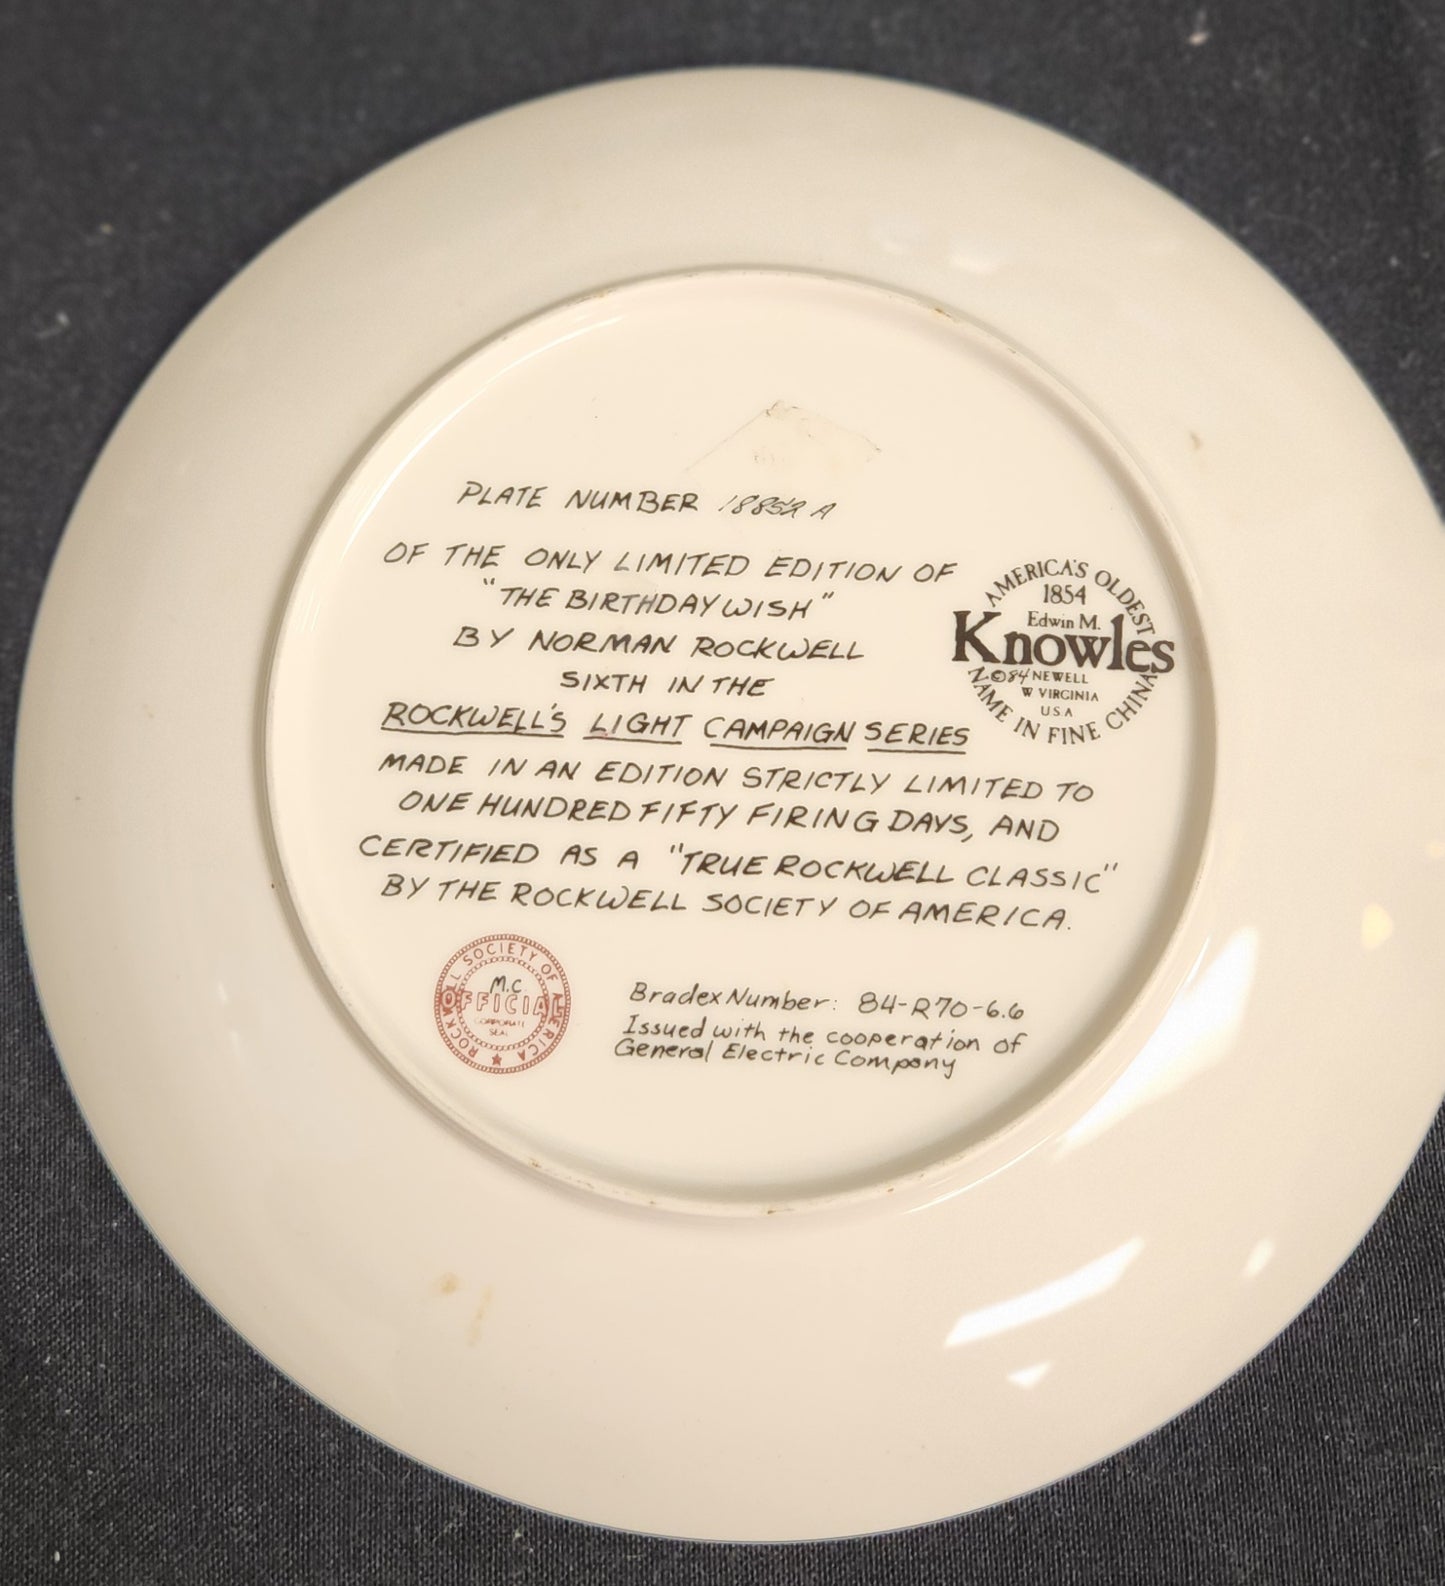 PLATE NUMBER 18852 A
OF THE ONLY LIMITED EDITION OF
"THE BIRTHDAY WISH"
BY NORMAN ROCKWELL
SIXTH IN THE
ROCKWELL'S LIGHT CAMPAIGN SERIES
MADE IN AN EDITION STRICTLY LIMITED TO
ONE HUNDRED FIFTY FIRING DAYS, AND
CERTIFIED AS A "TRUE ROCKWELL CLASSIC"
BY THE ROCKWELL SOCIETY OF AMERICA.
AMERICA'S OLDEST
1854
Edwin M.
Knowles
©84 NEWELL
W VIRGINIA
U.S.A
NAME IN FINE CHINA
ROCKWELL SOCIETY OF AMERICA
M.C
OFFICIAL
CORPORATE
SEAL
Bradex Number: 84-R70-6.6
Issued with the cooperation of
General Electric Company